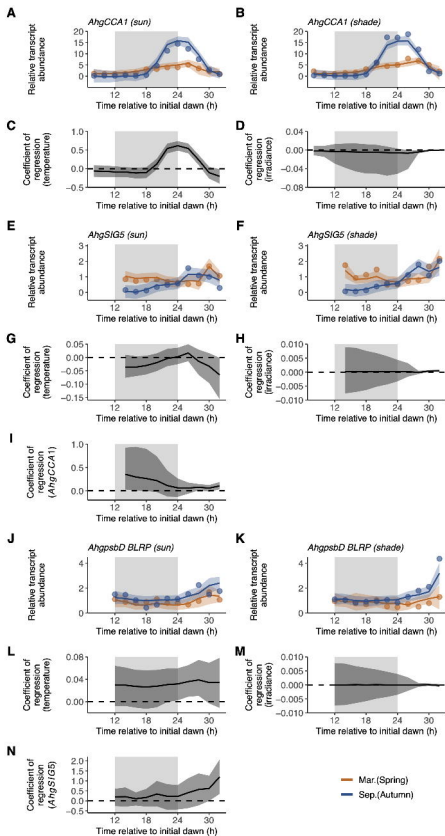 A
AhgCCA1 (sun)
Relative transcript
abundance
20
15
10
5
0
12
18
24
30
Time relative to initial dawn (h)
B
AhgCCA1 (shade)
Relative transcript
abundance
20
15
10
5
0
12
18
24
30
Time relative to initial dawn (h)
C
Coefficient of
regression
(temperature)
1.0
0.5
0.0
−0.5
12
18
24
30
Time relative to initial dawn (h)
D
Coefficient of
regression
(irradiance)
0.04
0.00
−0.04
−0.08
12
18
24
30
Time relative to initial dawn (h)
E
AhgSIG5 (sun)
Relative transcript
abundance
3
2
1
0
12
18
24
30
Time relative to initial dawn (h)
F
AhgSIG5 (shade)
Relative transcript
abundance
3
2
1
0
12
18
24
30
Time relative to initial dawn (h)
G
Coefficient of
regression
(temperature)
0.05
0.00
−0.05
−0.10
−0.15
12
18
24
30
Time relative to initial dawn (h)
H
Coefficient of
regression
(irradiance)
0.010
0.005
0.000
−0.005
−0.010
12
18
24
30
Time relative to initial dawn (h)
I
Coefficient of
regression
(AhgCCA1)
1.0
0.5
0.0
12
18
24
30
Time relative to initial dawn (h)
J
AhgpsbD BLRP (sun)
Relative transcript
abundance
4
2
0
12
18
24
30
Time relative to initial dawn (h)
K
AhgpsbD BLRP (shade)
Relative transcript
abundance
4
2
0
12
18
24
30
Time relative to initial dawn (h)
L
Coefficient of
regression
(temperature)
0.08
0.04
0.00
12
18
24
30
Time relative to initial dawn (h)
M
Coefficient of
regression
(irradiance)
0.010
0.005
0.000
−0.005
−0.010
12
18
24
30
Time relative to initial dawn (h)
N
Coefficient of
regression
(AhgSIG5)
2.0
1.5
1.0
0.5
0.0
−0.5
12
18
24
30
Time relative to initial dawn (h)
Mar.(Spring)
Sep.(Autumn)